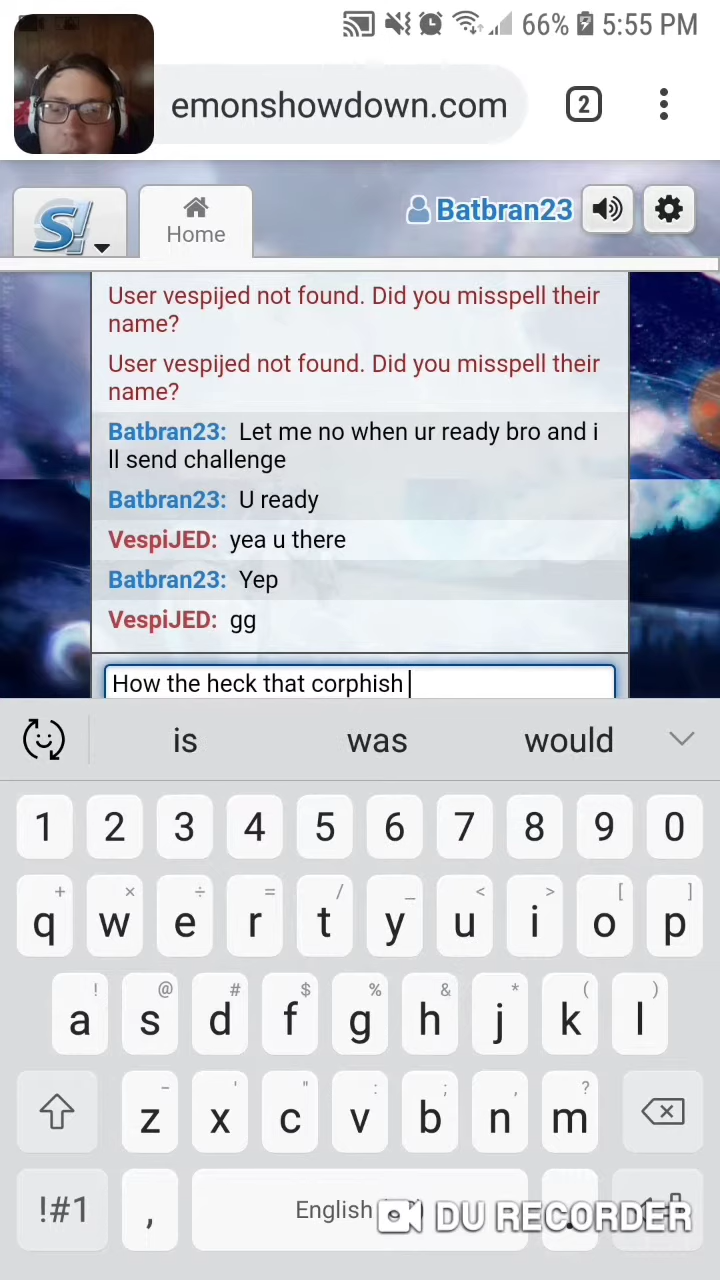 66% 5:55 PM
emonshowdown.com
2
S!
Home
Batbran23
User vespijed not found. Did you misspell their
name?
User vespijed not found. Did you misspell their
name?
Batbran23: Let me no when ur ready bro and i
ll send challenge
Batbran23: U ready
VespiJED: yea u there
Batbran23: Yep
VespiJED: gg
How the heck that corphish
is was would
1 2 3 4 5 6 7 8 9 0
+ × ÷ = / _ < > [ ]
q w e r t y u i o p
! @ # $ % & * ( )
a s d f g h j k l
- ' " : ; , ?
z x c v b n m
!#1 , English .
DU RECORDER